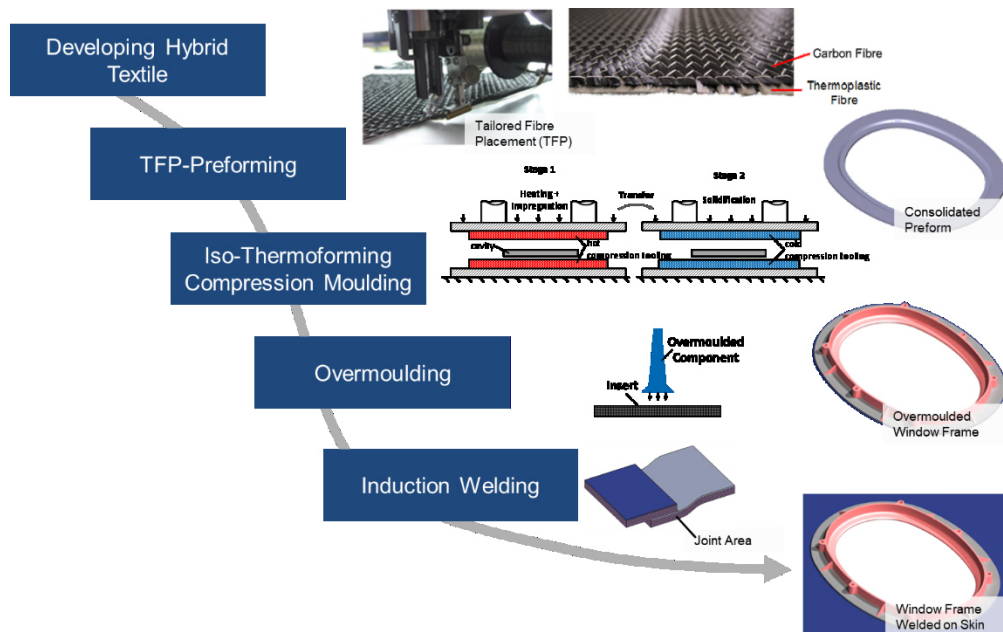 Developing Hybrid
Textile
TFP-Preforming
Iso-Thermoforming
Compression Moulding
Overmoulding
Induction Welding
Tailored Fibre
Placement (TFP)
Carbon Fibre
Thermoplastic
Fibre
Consolidated
Preform
Stage 1
Heating +
Impregnation
Transfer
Stage 2
Solidification
cavity
hot
compression tooling
cold
compression tooling
Overmoulded
Component
Insert
Overmoulded
Window Frame
Joint Area
Window Frame
Welded on Skin